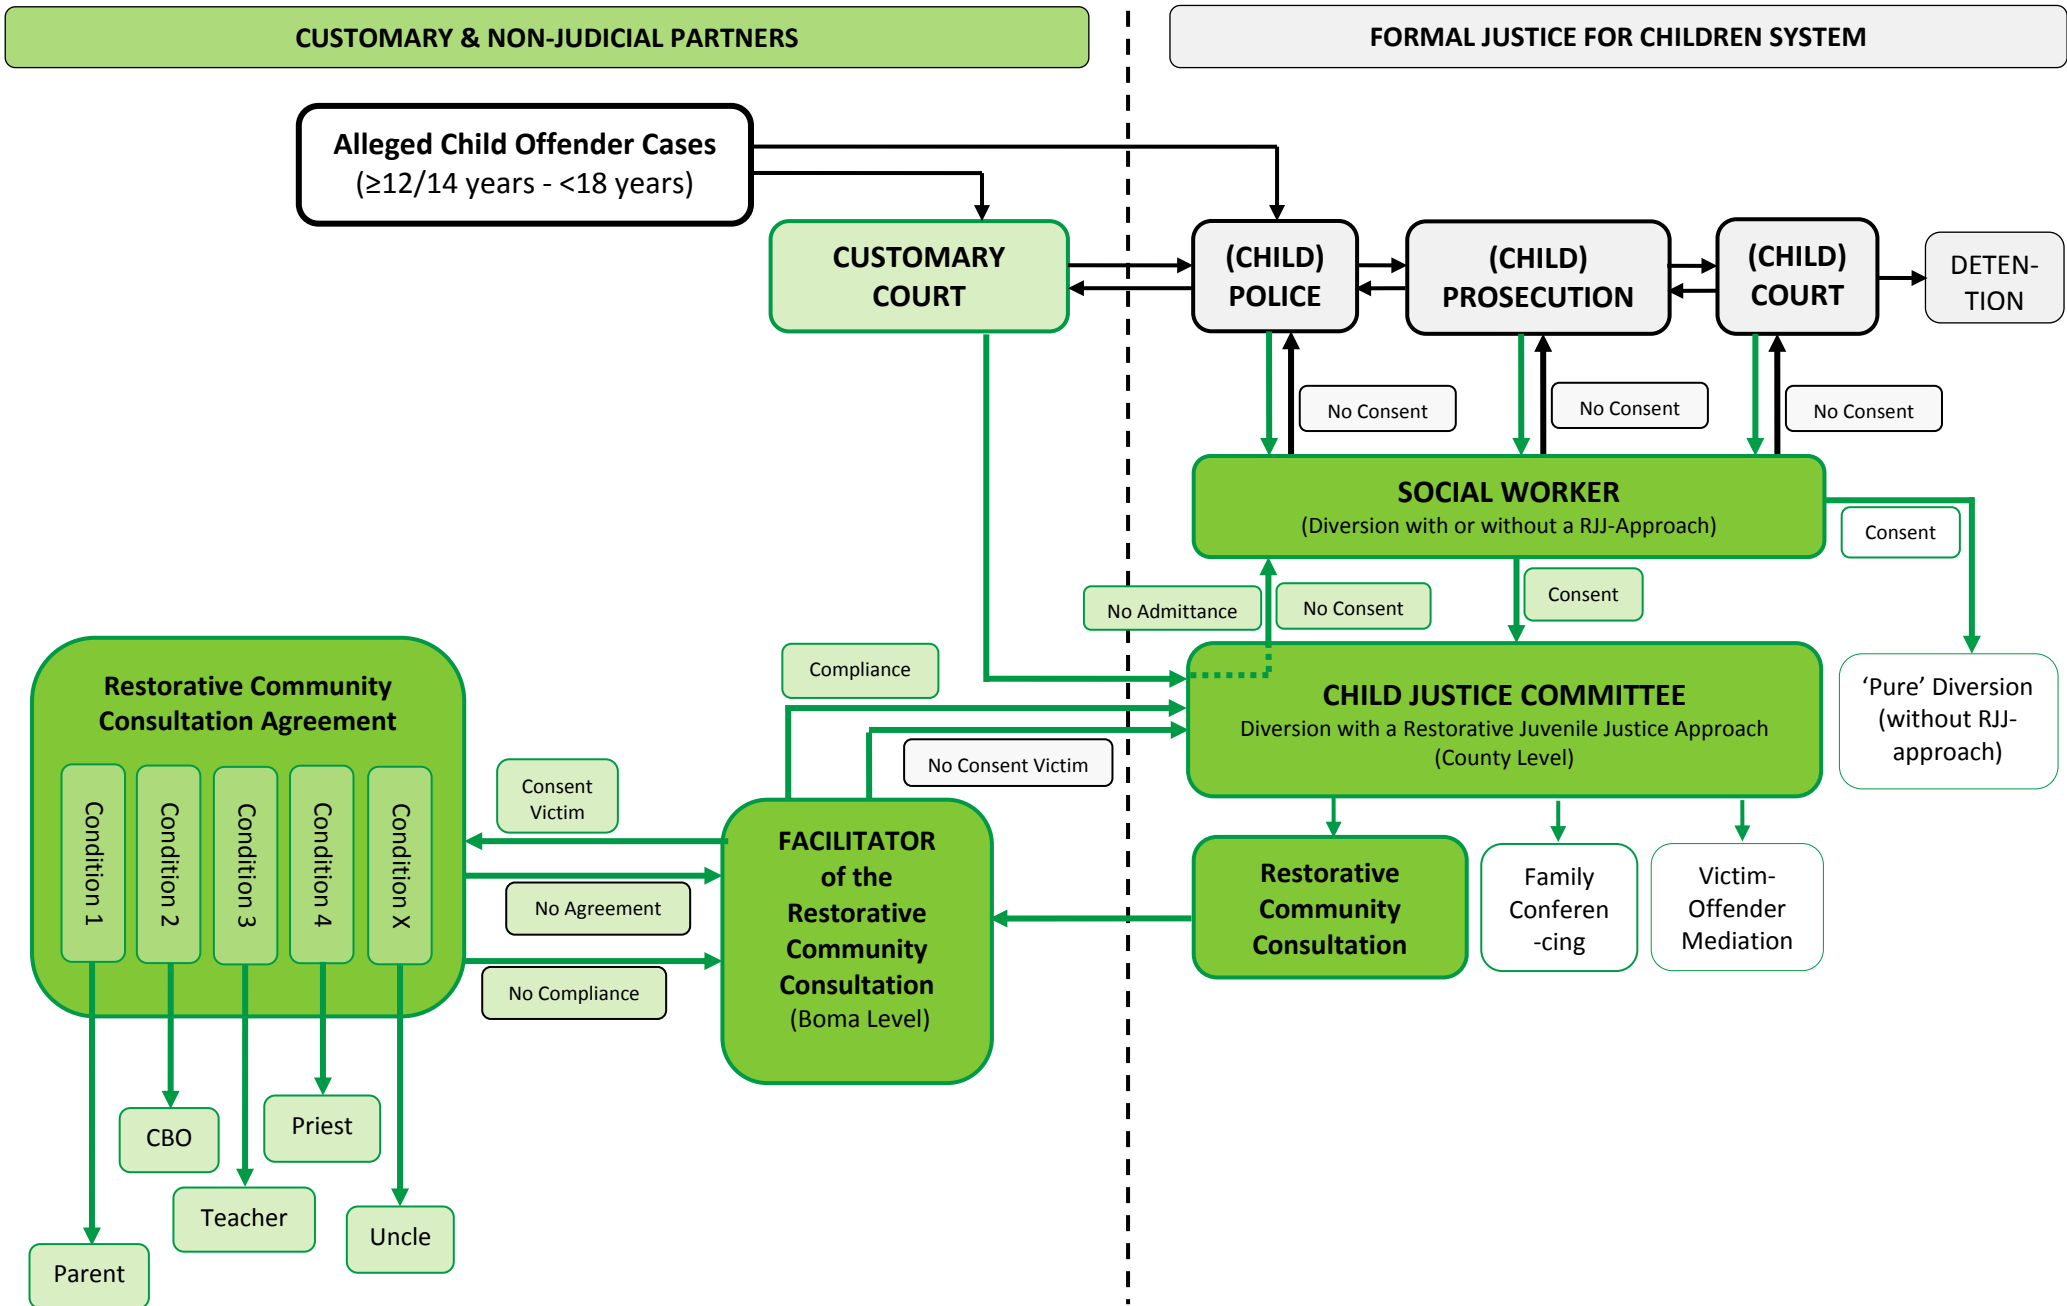 CUSTOMARY & NON-JUDICIAL PARTNERS
FORMAL JUSTICE FOR CHILDREN SYSTEM
Alleged Child Offender Cases
(≥12/14 years - <18 years)
CUSTOMARY
COURT
(CHILD)
POLICE
(CHILD)
PROSECUTION
(CHILD)
COURT
DETEN-
TION
No Consent
No Consent
No Consent
SOCIAL WORKER
(Diversion with or without a RJJ-Approach)
Consent
No Admittance
No Consent
Consent
Compliance
CHILD JUSTICE COMMITTEE
Diversion with a Restorative Juvenile Justice Approach
(County Level)
'Pure' Diversion
(without RJJ-
approach)
Restorative Community
Consultation Agreement
Condition 1
Condition 2
Condition 3
Condition 4
Condition X
Consent
Victim
No Consent Victim
No Agreement
No Compliance
FACILITATOR
of the
Restorative
Community
Consultation
(Boma Level)
Restorative
Community
Consultation
Family
Conferen
-cing
Victim-
Offender
Mediation
CBO
Priest
Teacher
Uncle
Parent